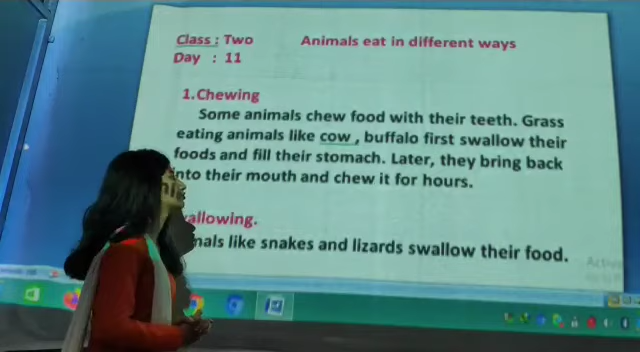 Class : Two Animals eat in different ways
Day : 11
1.Chewing
Some animals chew food with their teeth. Grass
eating animals like cow , buffalo first swallow their
foods and fill their stomach. Later, they bring back
into their mouth and chew it for hours.
allowing.
mals like snakes and lizards swallow their food.